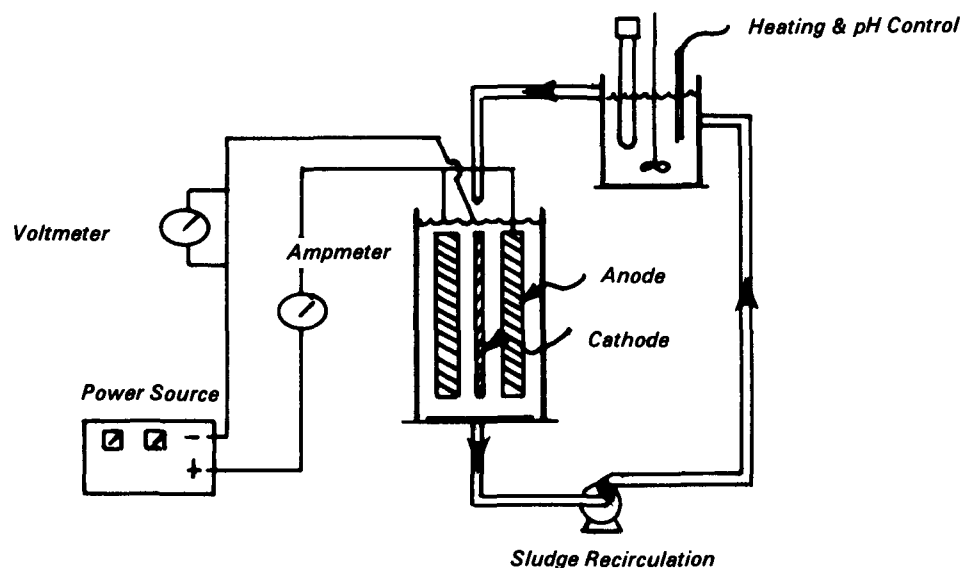 Heating & pH Control
Voltmeter
Ampmeter
Anode
Cathode
Power Source
−
+
Sludge Recirculation